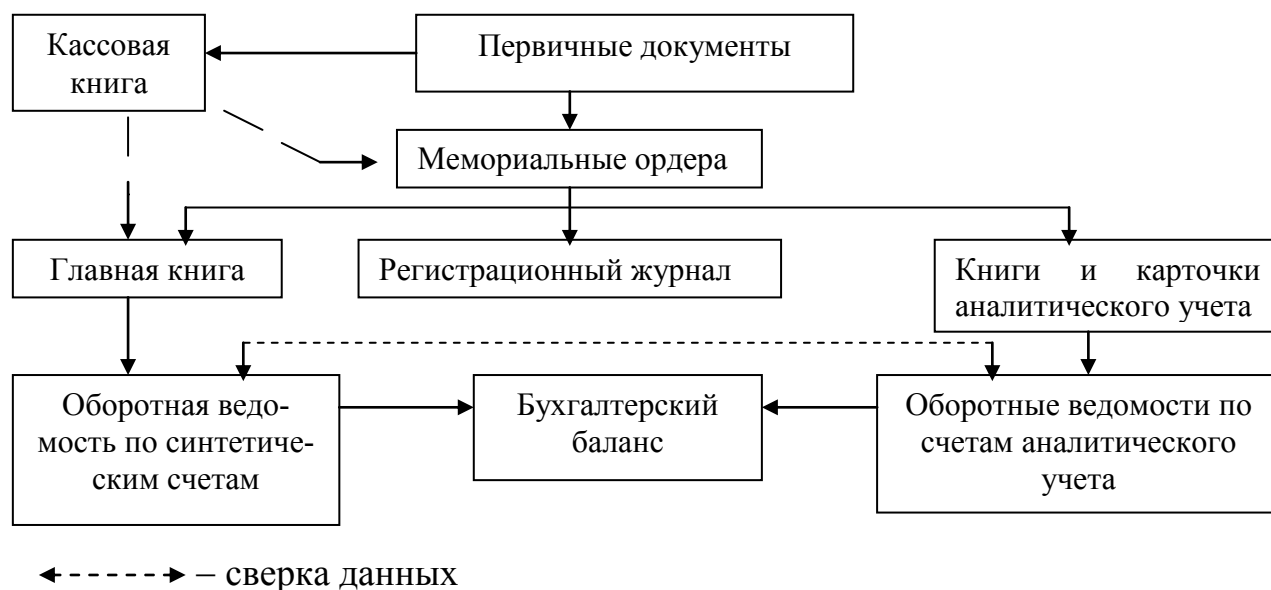 Кассовая
книга
Первичные документы
Мемориальные ордера
Главная книга
Регистрационный журнал
Книги и карточки
аналитического учета
Оборотная ведо-
мость по синтетиче-
ским счетам
Бухгалтерский
баланс
Оборотные ведомости по
счетам аналитического
учета
– сверка данных